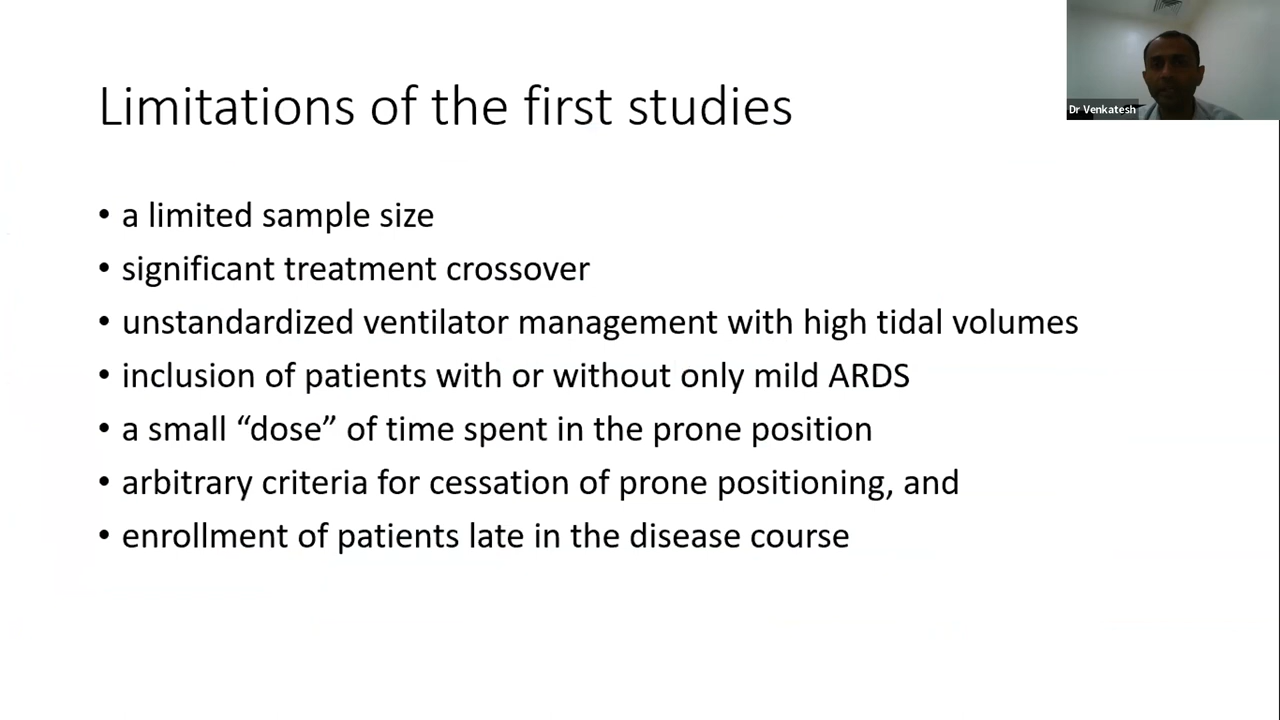 Limitations of the first studies
Dr Venkatesh
• a limited sample size
• significant treatment crossover
• unstandardized ventilator management with high tidal volumes
• inclusion of patients with or without only mild ARDS
• a small “dose” of time spent in the prone position
• arbitrary criteria for cessation of prone positioning, and
• enrollment of patients late in the disease course